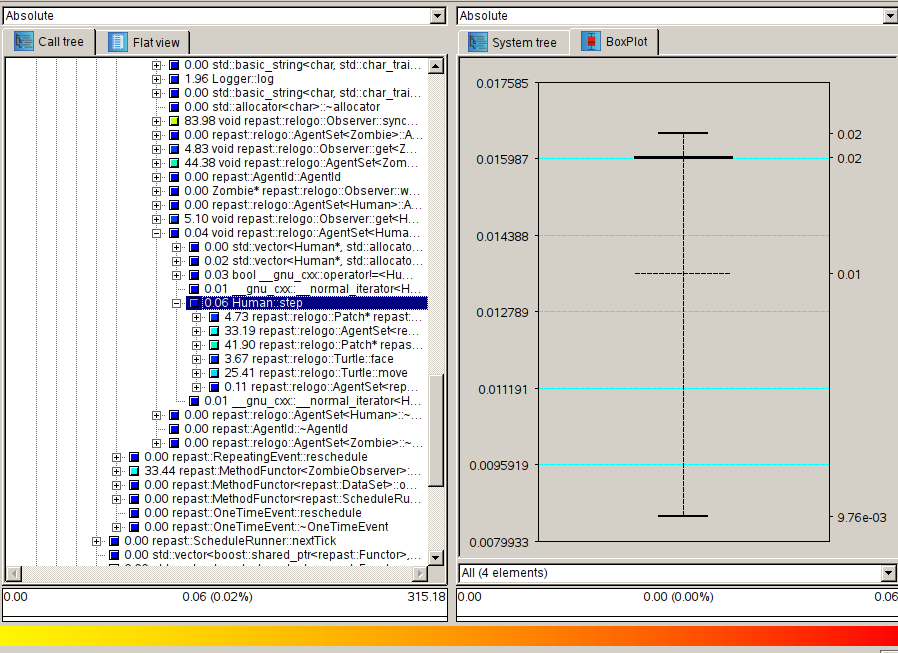 Absolute
Absolute
Call tree
Flat view
System tree
BoxPlot
0.00 std::basic_string<char, std::char_trai...
1.96 Logger::log
0.00 std::basic_string<char, std::char_trai...
0.00 std::allocator<char>::~allocator
83.98 void repast::relogo::Observer::sync...
0.00 repast::relogo::AgentSet<Zombie>::A...
4.83 void repast::relogo::Observer::get<Z...
44.38 void repast::relogo::AgentSet<Zom...
0.00 repast::AgentId::AgentId
0.00 Zombie* repast::relogo::Observer::w...
0.00 repast::relogo::AgentSet<Human>::A...
5.10 void repast::relogo::Observer::get<H...
0.04 void repast::relogo::AgentSet<Huma...
0.00 std::vector<Human*, std::allocato...
0.02 std::vector<Human*, std::allocato...
0.03 bool __gnu_cxx::operator!=<Hu...
0.01 __gnu_cxx::__normal_iterator<H...
0.06 Human::step
4.73 repast::relogo::Patch* repast...
33.19 repast::relogo::AgentSet<re...
41.90 repast::relogo::Patch* repas...
3.67 repast::relogo::Turtle::face
25.41 repast::relogo::Turtle::move
0.11 repast::relogo::AgentSet<rep...
0.01 __gnu_cxx::__normal_iterator<H...
0.00 repast::relogo::AgentSet<Human>::~...
0.00 repast::AgentId::~AgentId
0.00 repast::relogo::AgentSet<Zombie>::~...
0.00 repast::RepeatingEvent::reschedule
33.44 repast::MethodFunctor<ZombieObserver>:...
0.00 repast::MethodFunctor<repast::DataSet>::o...
0.00 repast::MethodFunctor<repast::ScheduleRu...
0.00 repast::OneTimeEvent::reschedule
0.00 repast::OneTimeEvent::~OneTimeEvent
0.00 repast::ScheduleRunner::nextTick
0.00 std::vector<boost::shared_ptr<repast::Functor>,...
0.00 0.06 (0.02%) 315.18
0.017585
0.015987
0.014388
0.012789
0.011191
0.0095919
0.0079933
0.02
0.02
0.01
9.76e-03
All (4 elements)
0.00 0.00 (0.00%) 0.06